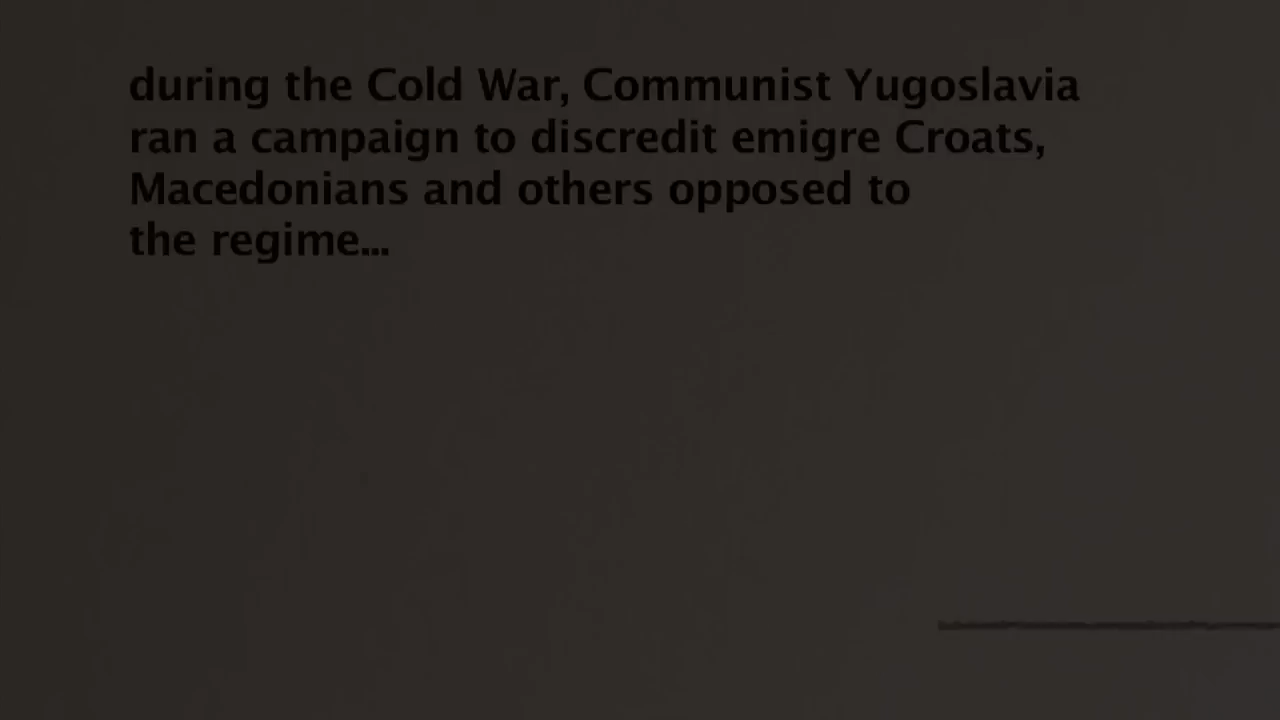 during the Cold War, Communist Yugoslavia
ran a campaign to discredit emigre Croats,
Macedonians and others opposed to
the regime...